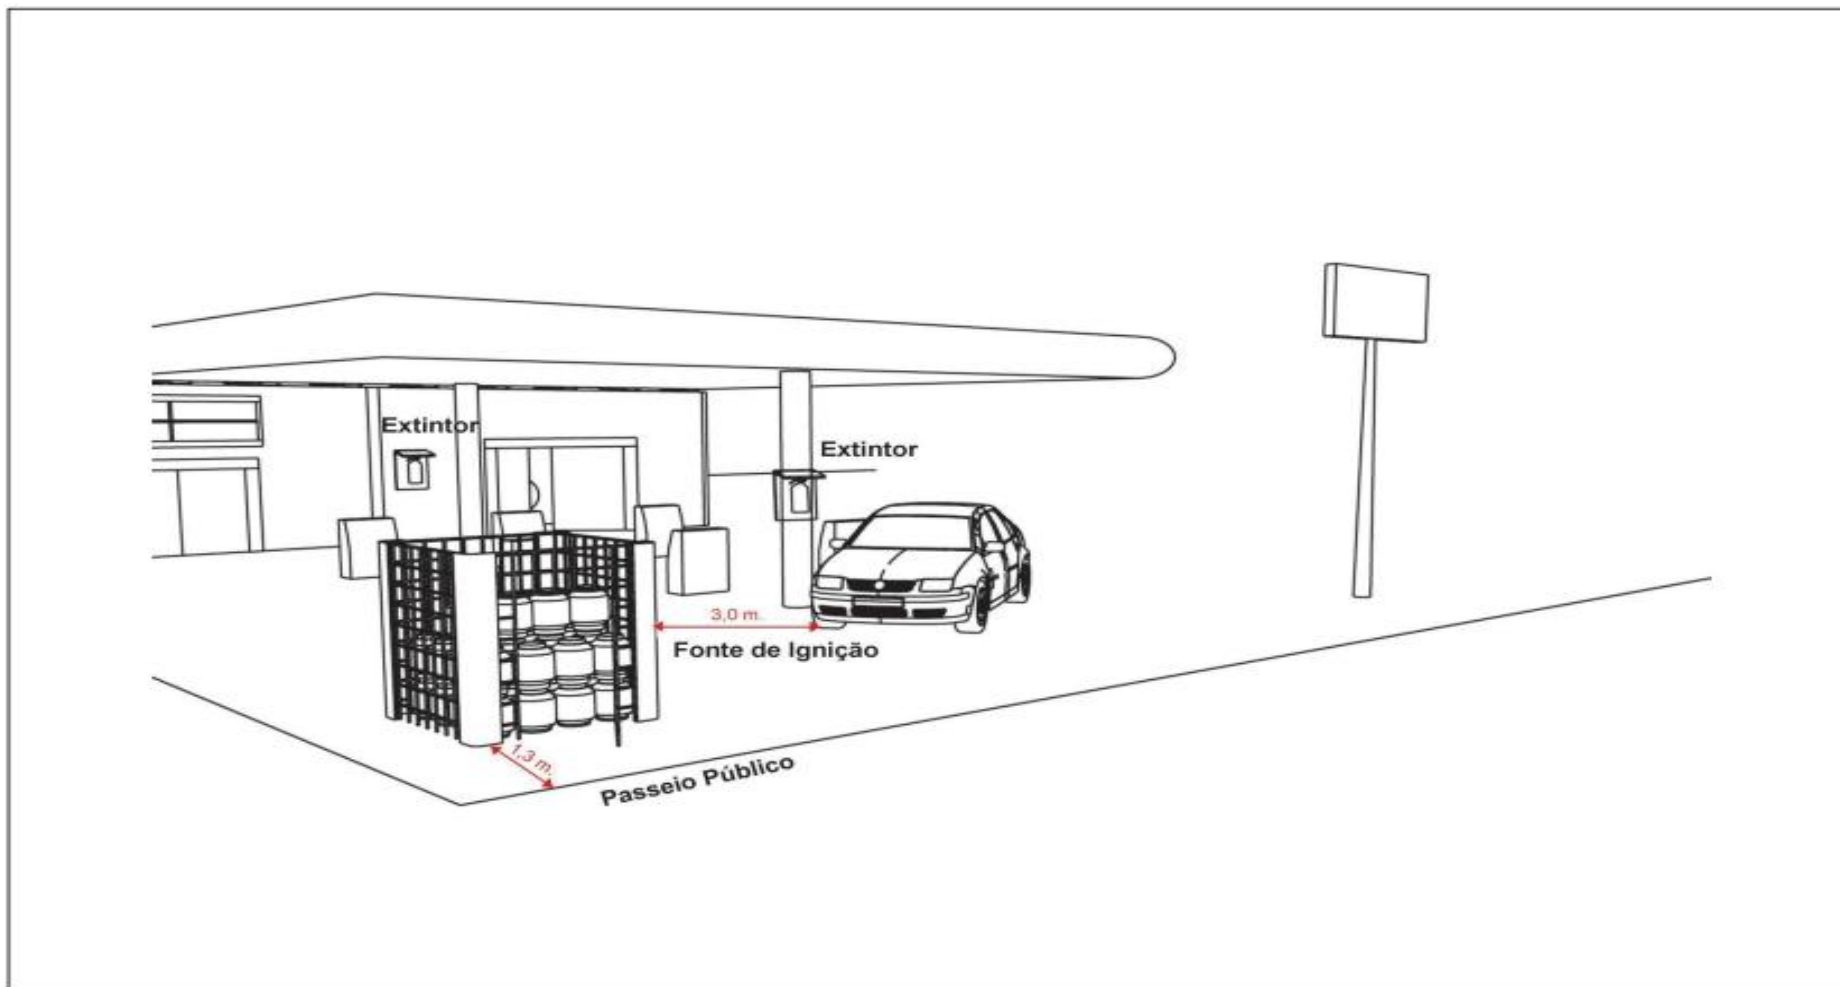 Extintor
Extintor
3,0 m.
Fonte de Ignição
1,3 m.
Passeio Público